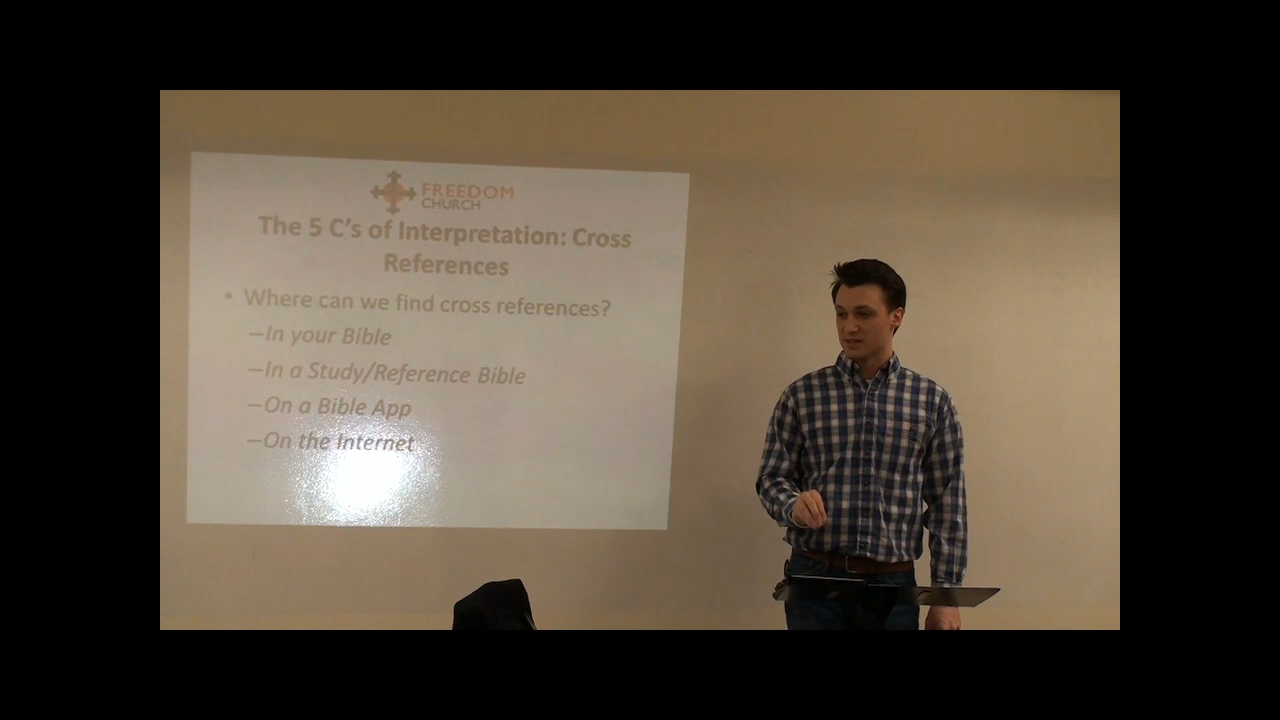 FREEDOM
CHURCH
The 5 C's of Interpretation: Cross
References
• Where can we find cross references?
–In your Bible
–In a Study/Reference Bible
–On a Bible App
–On the Internet